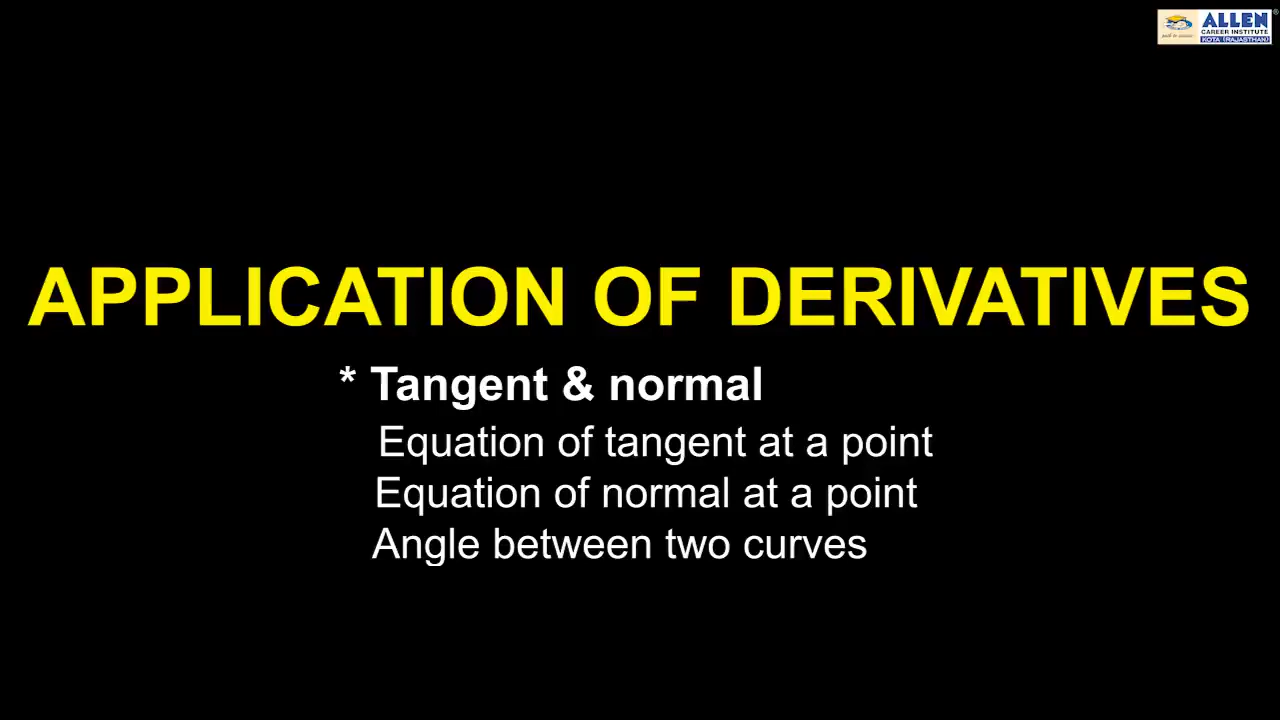 ALLEN
CAREER INSTITUTE
KOTA (RAJASTHAN)
APPLICATION OF DERIVATIVES
* Tangent & normal
Equation of tangent at a point
Equation of normal at a point
Angle between two curves